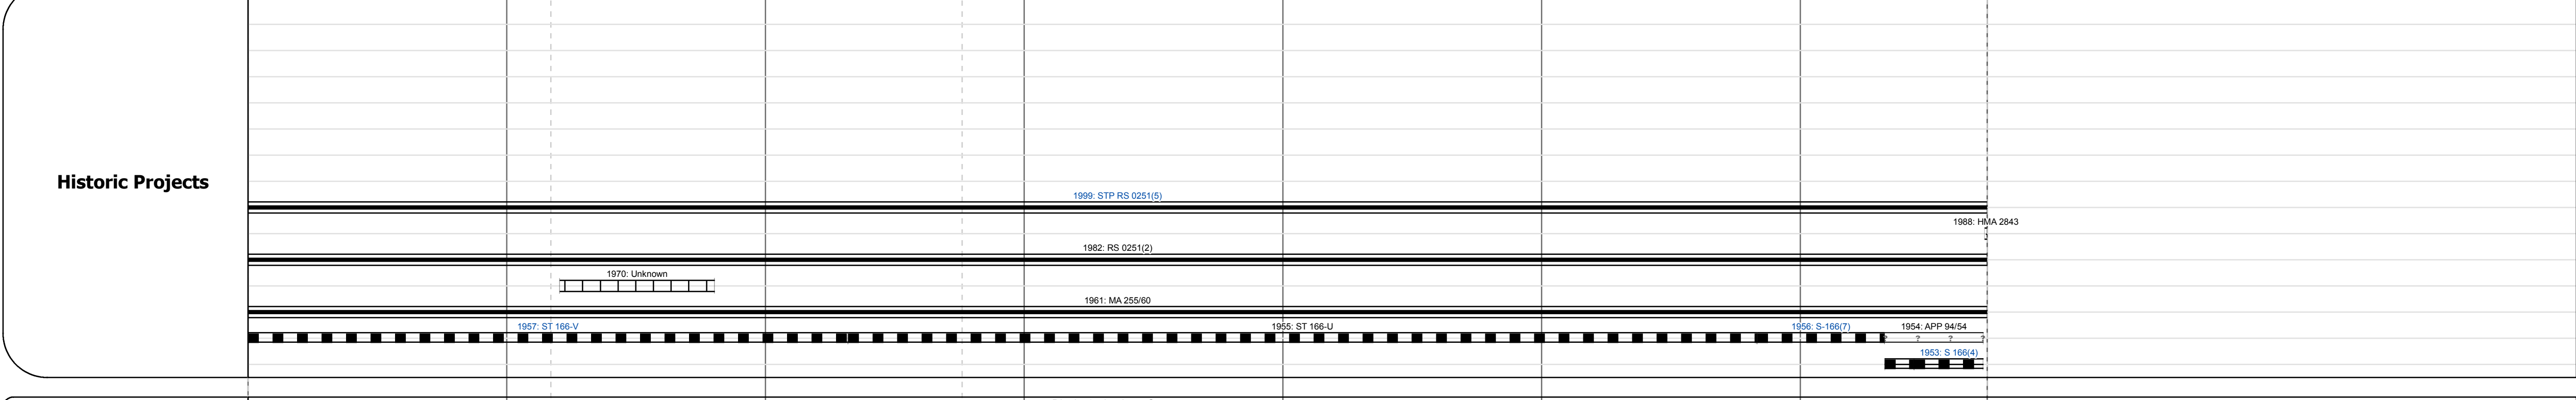 Historic Projects
1999: STP RS 0251(5)
1988: HMA 2843
1982: RS 0251(2)
1970: Unknown
1961: MA 255/60
1957: ST 166-V
1955: ST 166-U
1956: S-166(7)
1954: APP 94/54
? ? ? ?
1953: S 166(4)